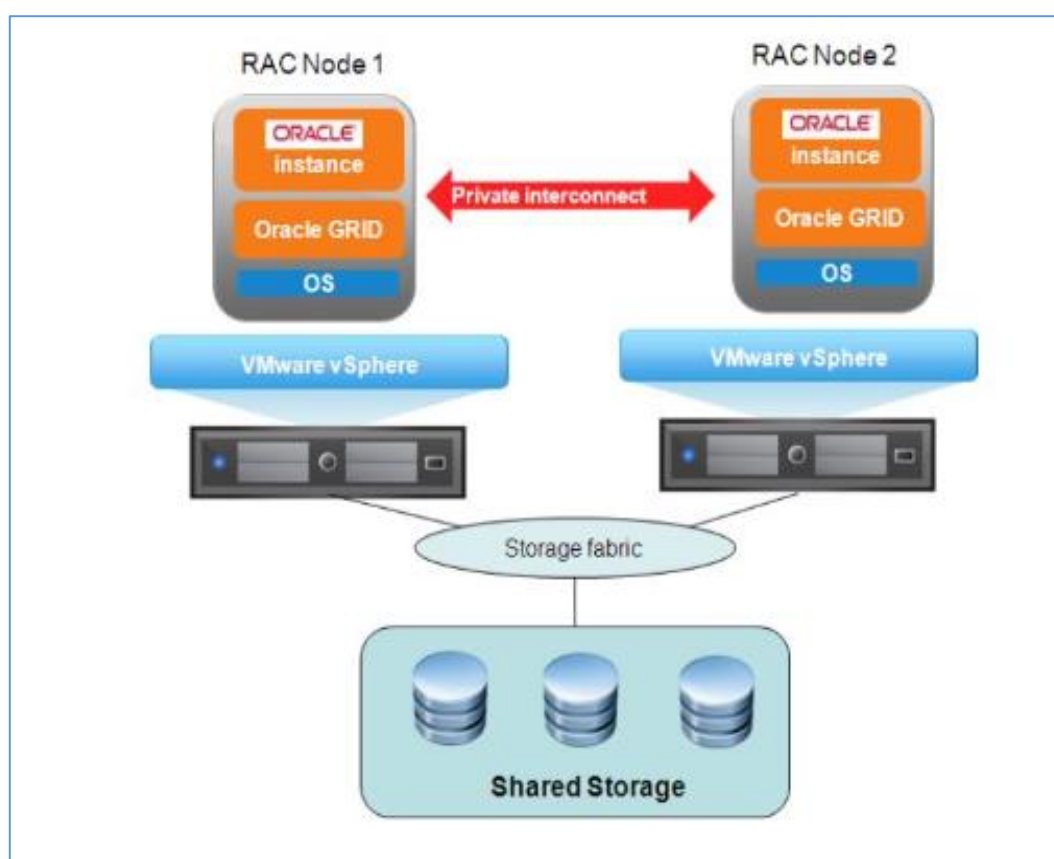 RAC Node 1
RAC Node 2
ORACLE
instance
Oracle GRID
OS
Private interconnect
ORACLE
instance
Oracle GRID
OS
VMware vSphere
VMware vSphere
Storage fabric
Shared Storage